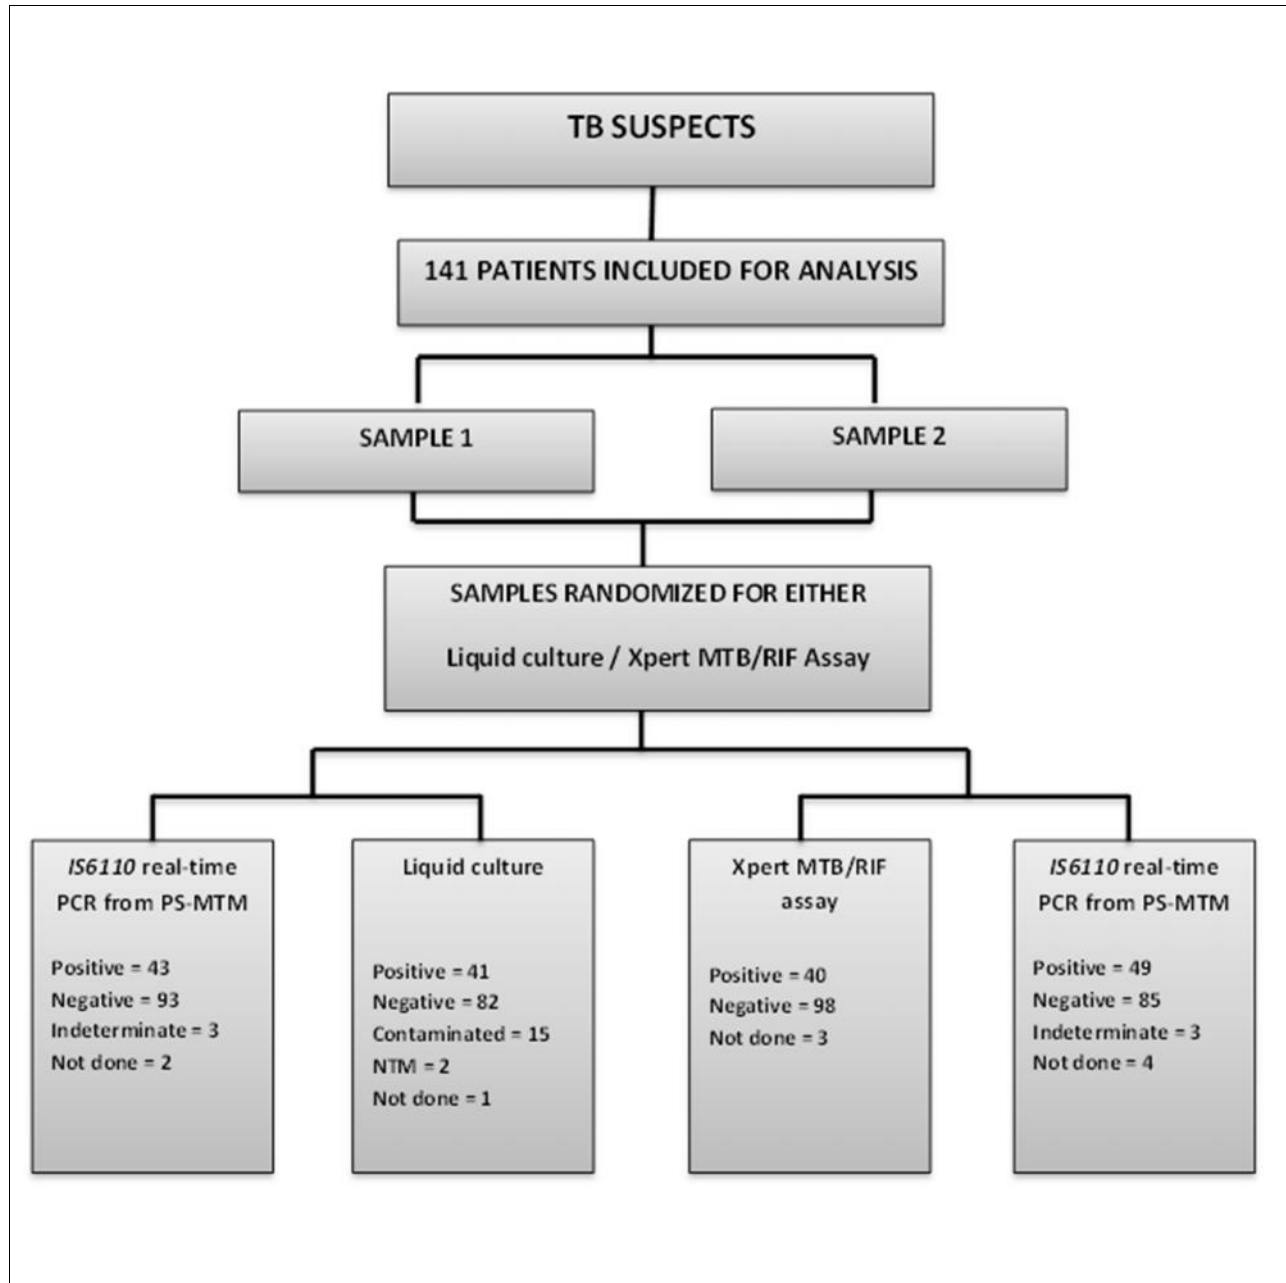 TB SUSPECTS
141 PATIENTS INCLUDED FOR ANALYSIS
SAMPLE 1
SAMPLE 2
SAMPLES RANDOMIZED FOR EITHER
Liquid culture / Xpert MTB/RIF Assay
IS6110 real-time
PCR from PS-MTM
Positive = 43
Negative = 93
Indeterminate = 3
Not done = 2
Liquid culture
Positive = 41
Negative = 82
Contaminated = 15
NTM = 2
Not done = 1
Xpert MTB/RIF
assay
Positive = 40
Negative = 98
Not done = 3
IS6110 real-time
PCR from PS-MTM
Positive = 49
Negative = 85
Indeterminate = 3
Not done = 4